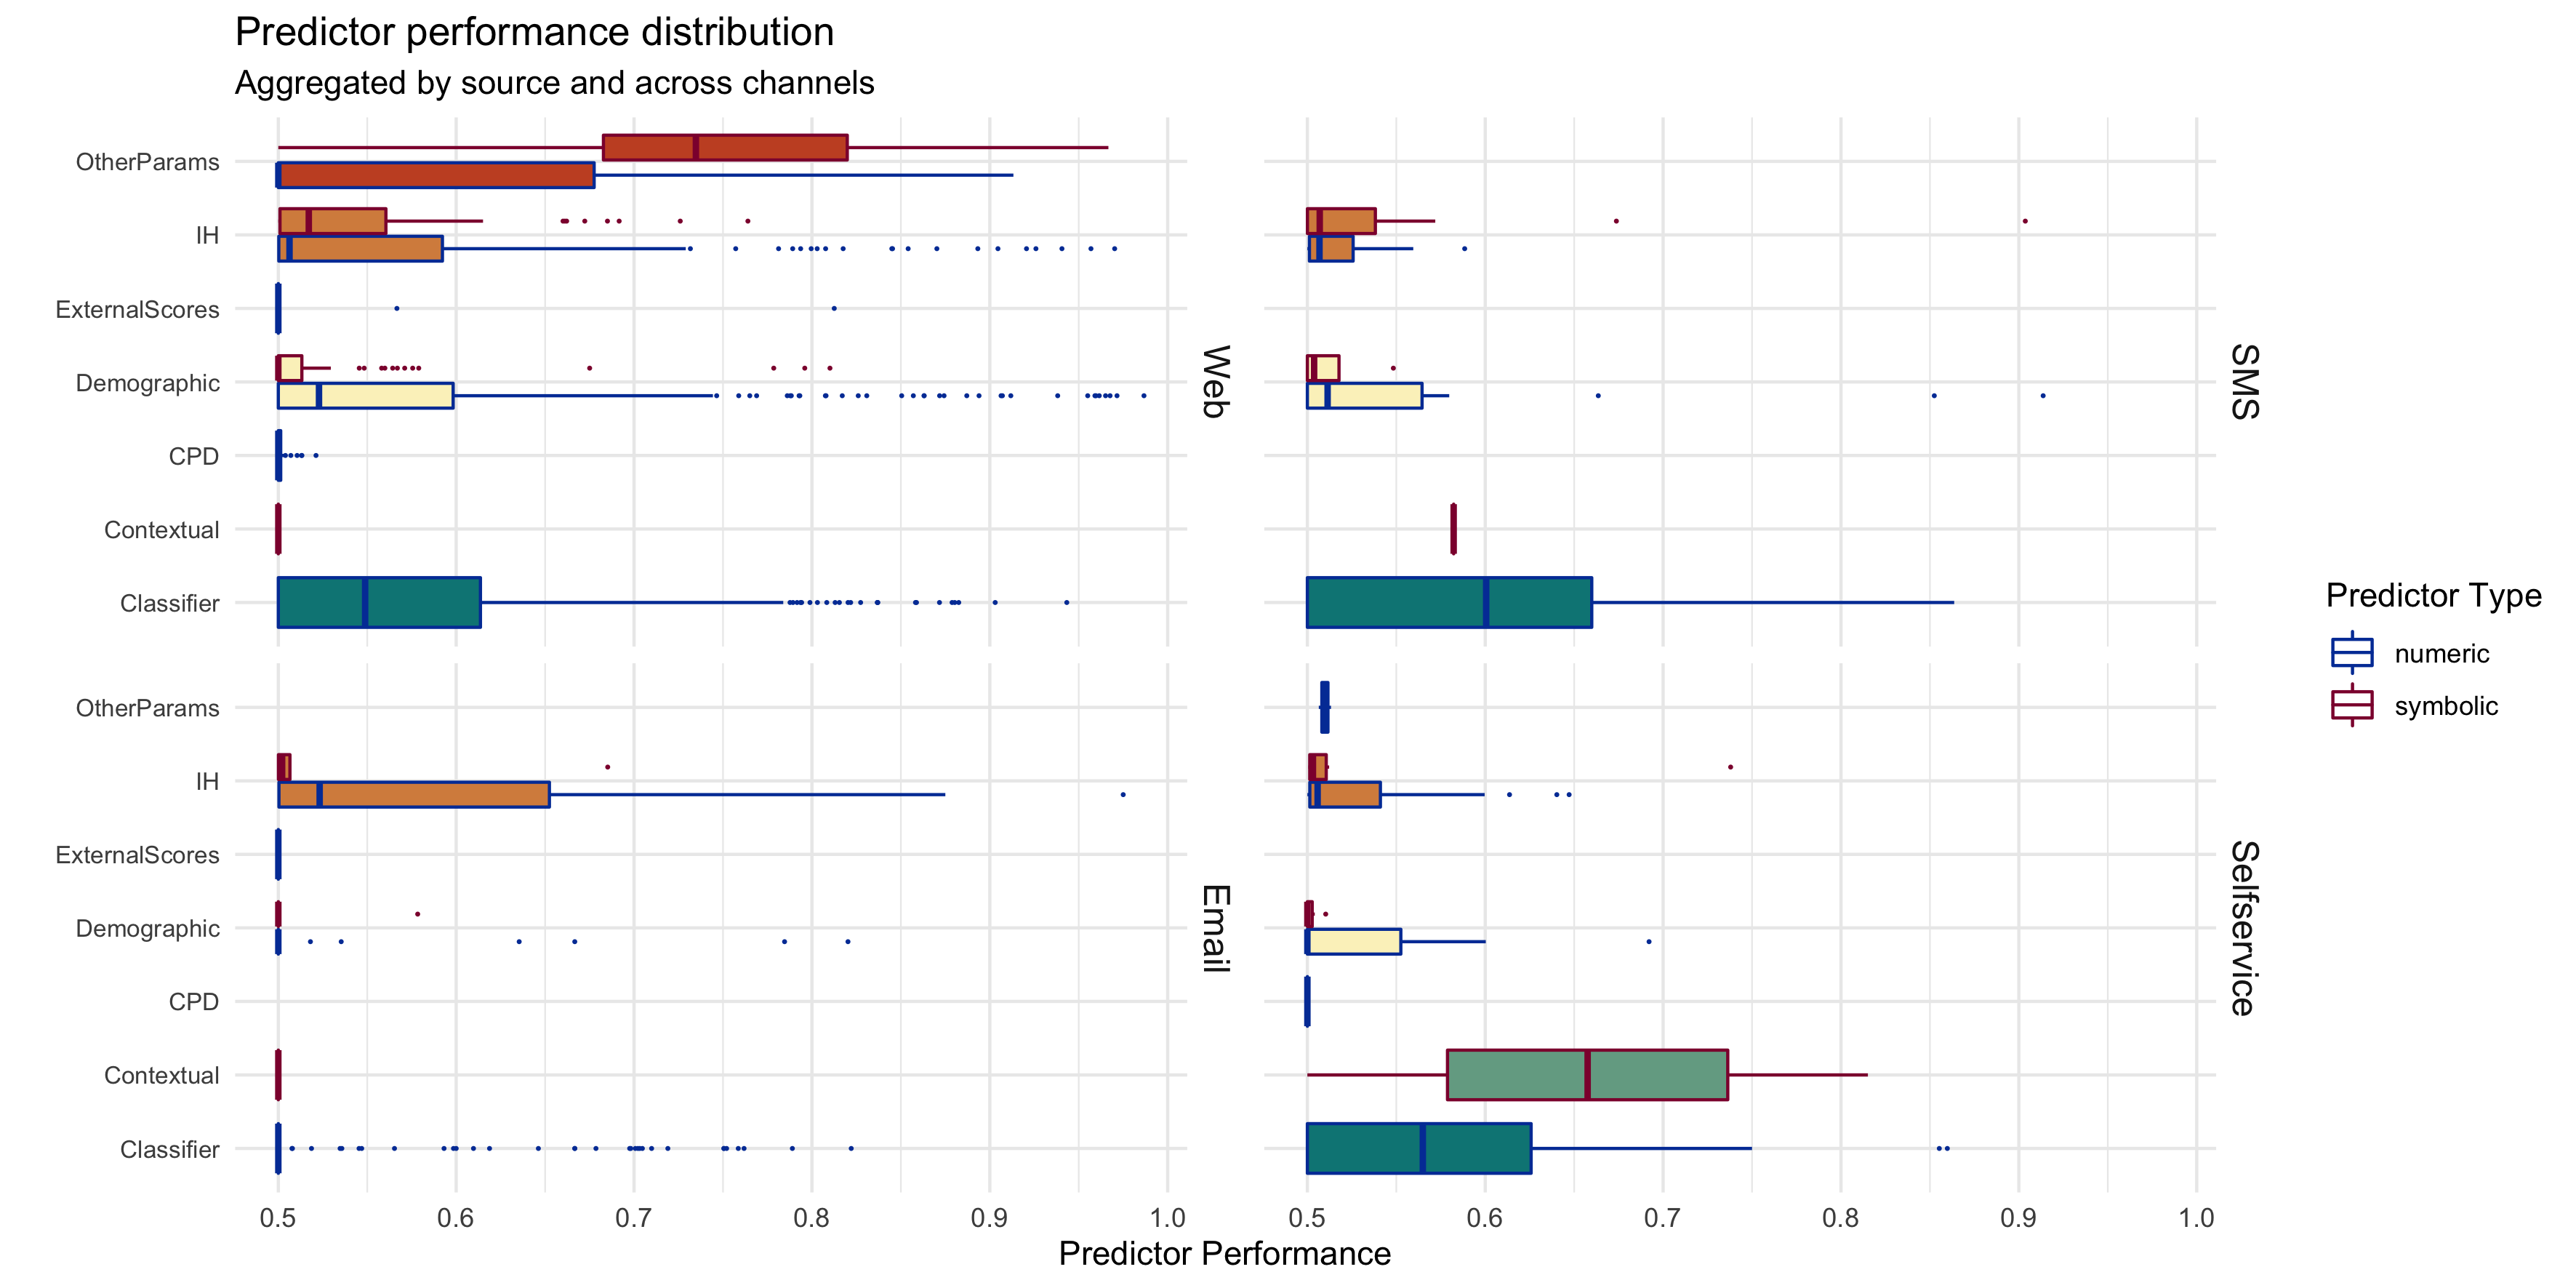 Predictor performance distribution
Aggregated by source and across channels
OtherParams
IH
ExternalScores
Demographic
CPD
Contextual
Classifier
Web
SMS
OtherParams
IH
ExternalScores
Demographic
CPD
Contextual
Classifier
Email
Selfservice
0.5 0.6 0.7 0.8 0.9 1.0 0.5 0.6 0.7 0.8 0.9 1.0
Predictor Performance
Predictor Type
numeric
symbolic